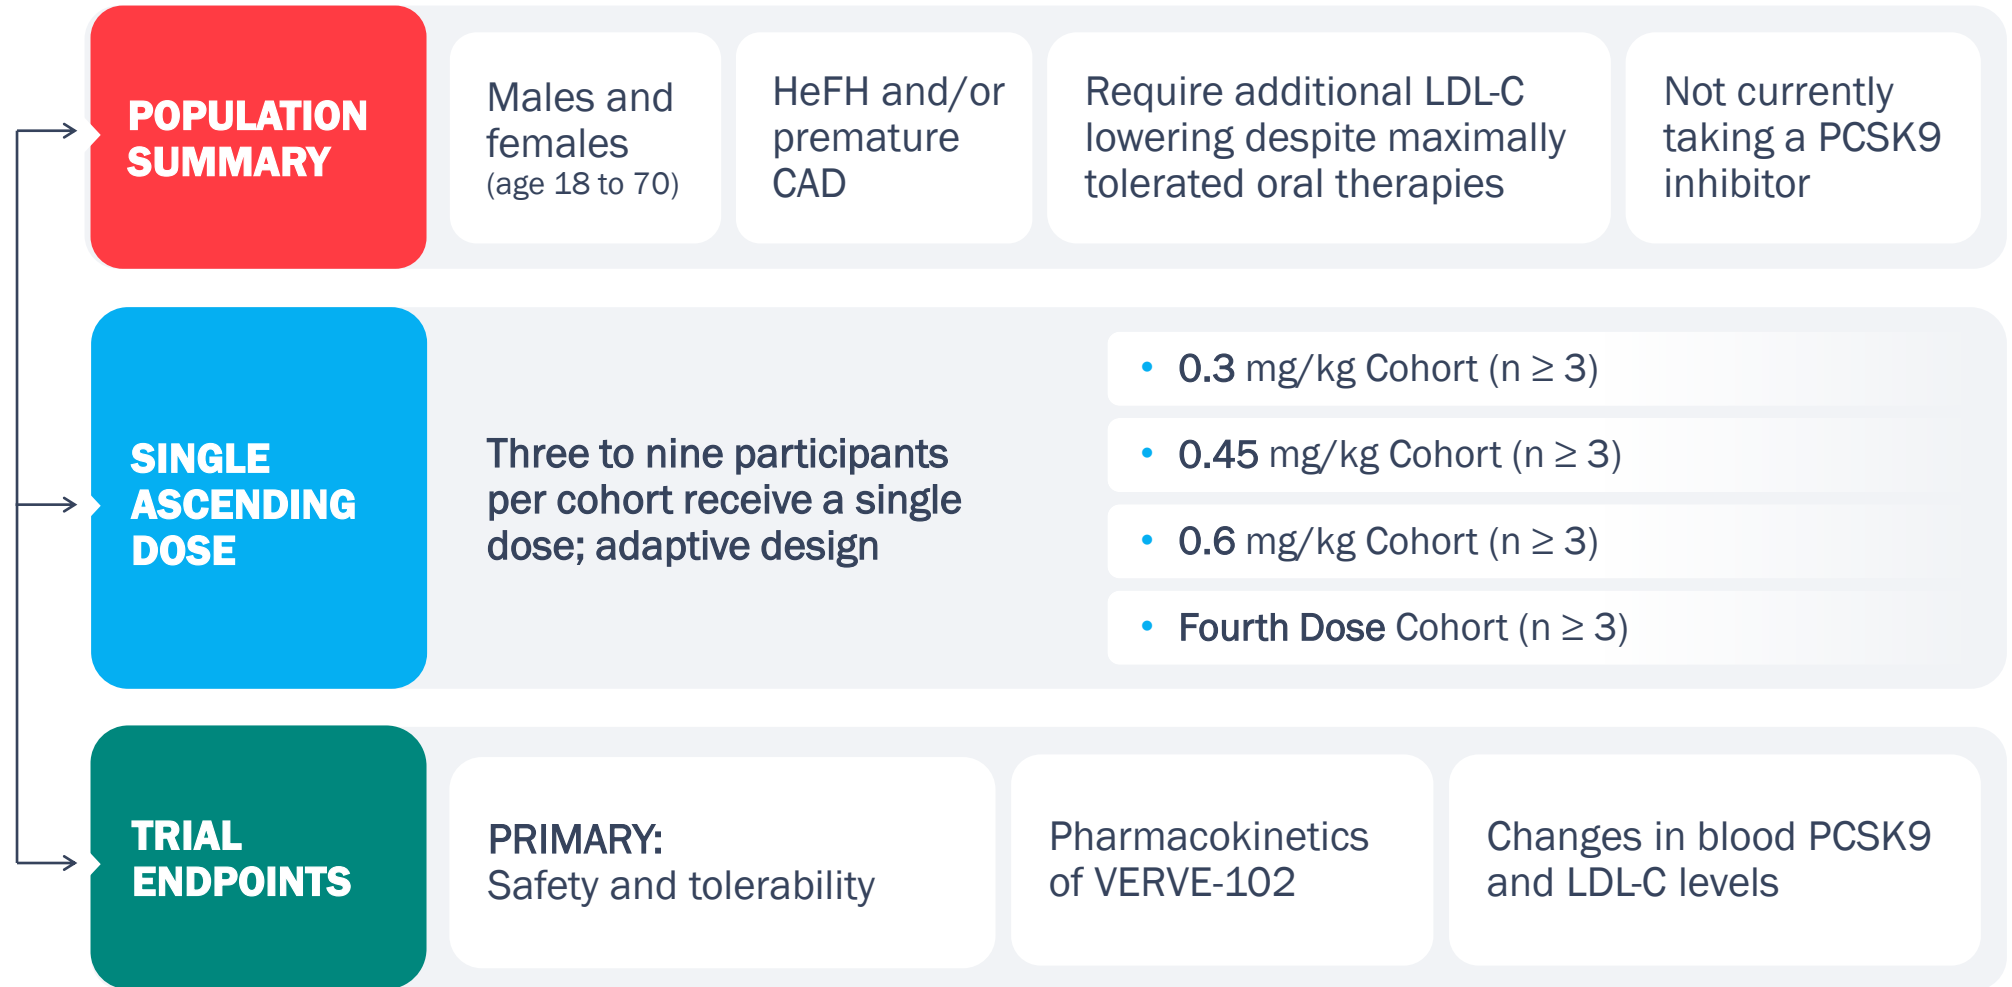 POPULATION
SUMMARY
Males and
females
(age 18 to 70)
HeFH and/or
premature
CAD
Require additional LDL-C
lowering despite maximally
tolerated oral therapies
Not currently
taking a PCSK9
inhibitor
SINGLE
ASCENDING
DOSE
Three to nine participants
per cohort receive a single
dose; adaptive design
• 0.3 mg/kg Cohort (n ≥ 3)
• 0.45 mg/kg Cohort (n ≥ 3)
• 0.6 mg/kg Cohort (n ≥ 3)
• Fourth Dose Cohort (n ≥ 3)
TRIAL
ENDPOINTS
PRIMARY:
Safety and tolerability
Pharmacokinetics
of VERVE-102
Changes in blood PCSK9
and LDL-C levels